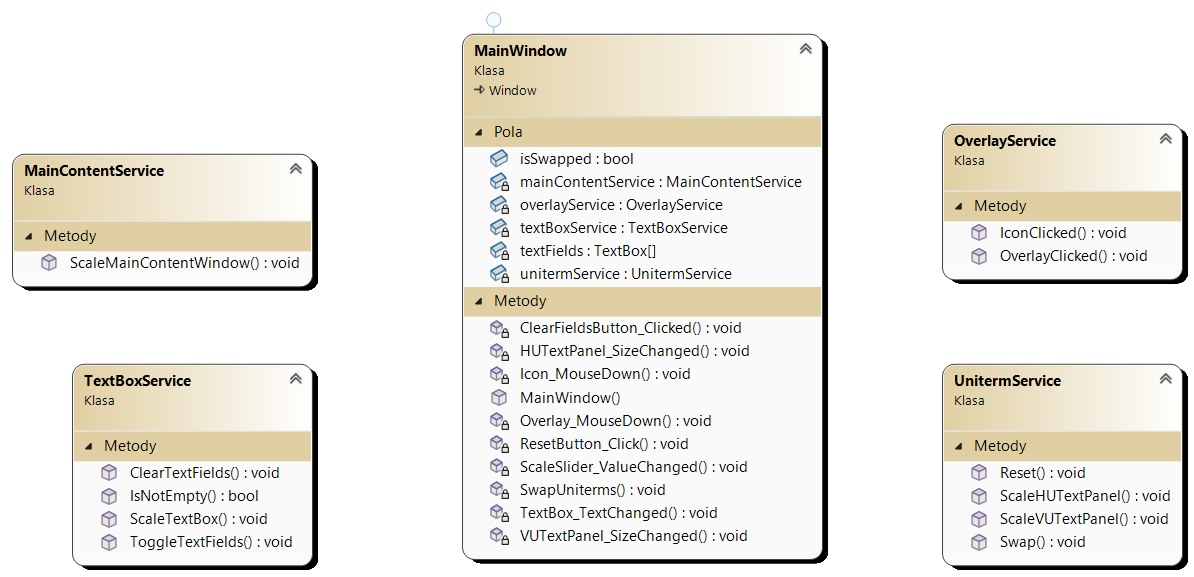 MainContentService
Klasa
Metody
ScaleMainContentWindow() : void
TextBoxService
Klasa
Metody
ClearTextFields() : void
IsNotEmpty() : bool
ScaleTextBox() : void
ToggleTextFields() : void
MainWindow
Klasa
Window
Pola
isSwapped : bool
mainContentService : MainContentService
overlayService : OverlayService
textBoxService : TextBoxService
textFields : TextBox[]
unitermService : UnitermService
Metody
ClearFieldsButton_Clicked() : void
HUTextPanel_SizeChanged() : void
Icon_MouseDown() : void
MainWindow()
Overlay_MouseDown() : void
ResetButton_Click() : void
ScaleSlider_ValueChanged() : void
SwapUniterms() : void
TextBox_TextChanged() : void
VUTextPanel_SizeChanged() : void
OverlayService
Klasa
Metody
IconClicked() : void
OverlayClicked() : void
UnitermService
Klasa
Metody
Reset() : void
ScaleHUTextPanel() : void
ScaleVUTextPanel() : void
Swap() : void